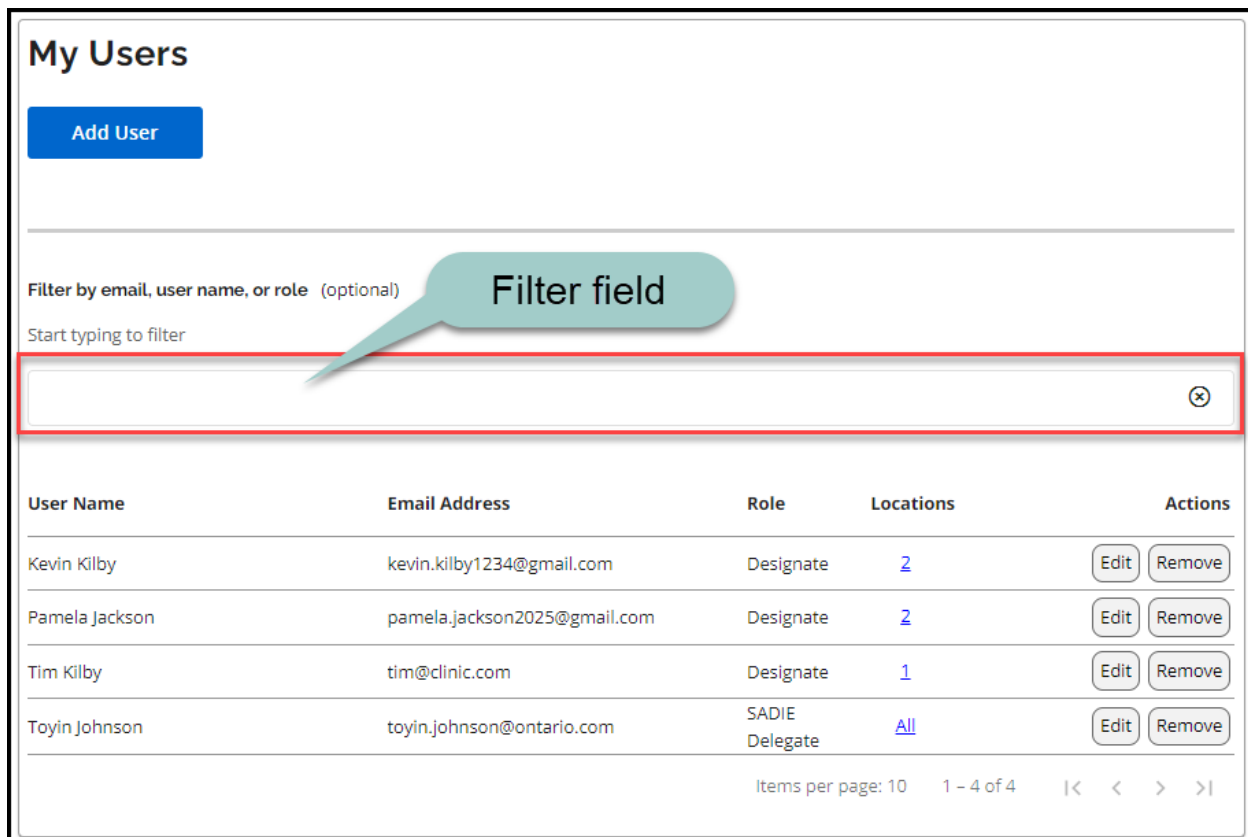 My Users
Add User
Filter by email, user name, or role (optional)
Filter field
Start typing to filter
User Name Email Address Role Locations Actions
Kevin Kilby kevin.kilby1234@gmail.com Designate 2 Edit Remove
Pamela Jackson pamela.jackson2025@gmail.com Designate 2 Edit Remove
Tim Kilby tim@clinic.com Designate 1 Edit Remove
Toyin Johnson toyin.johnson@ontario.com SADIE Delegate All Edit Remove
Items per page: 10 1 – 4 of 4